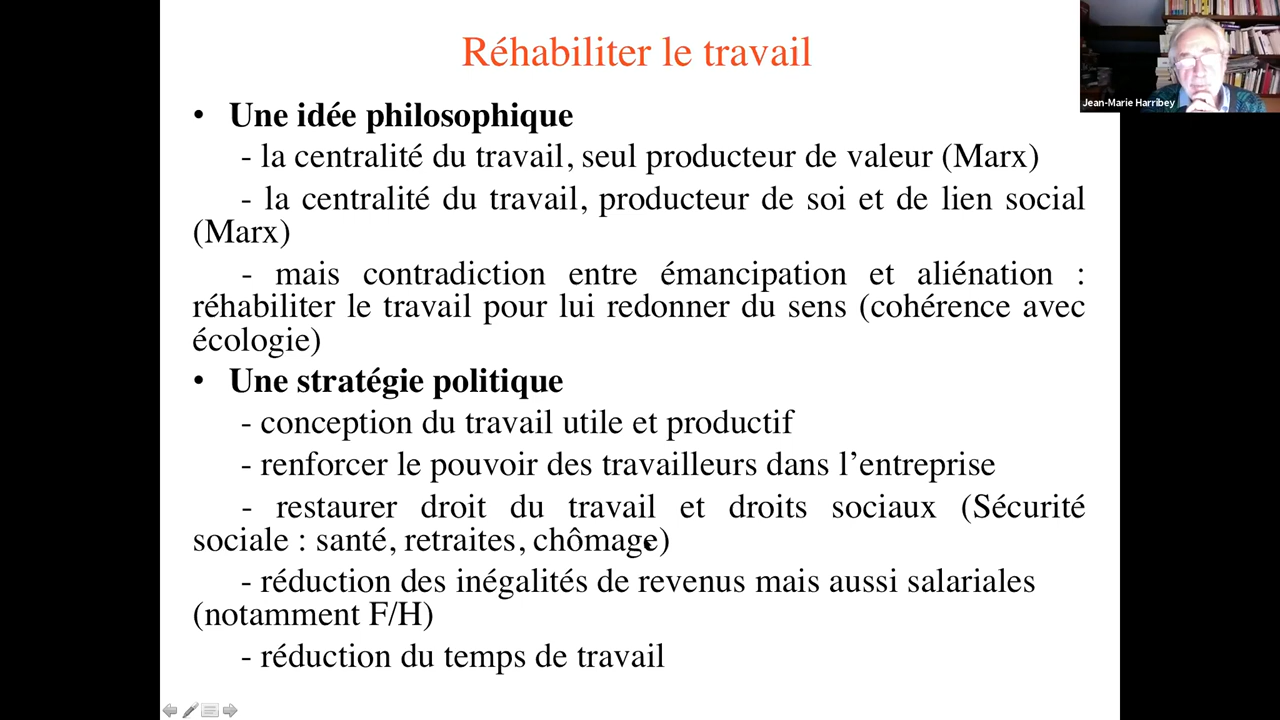 Réhabiliter le travail
Jean-Marie Harribey
• Une idée philosophique
- la centralité du travail, seul producteur de valeur (Marx)
- la centralité du travail, producteur de soi et de lien social
(Marx)
- mais contradiction entre émancipation et aliénation :
réhabiliter le travail pour lui redonner du sens (cohérence avec
écologie)
• Une stratégie politique
- conception du travail utile et productif
- renforcer le pouvoir des travailleurs dans l’entreprise
- restaurer droit du travail et droits sociaux (Sécurité
sociale : santé, retraites, chômage)
- réduction des inégalités de revenus mais aussi salariales
(notamment F/H)
- réduction du temps de travail